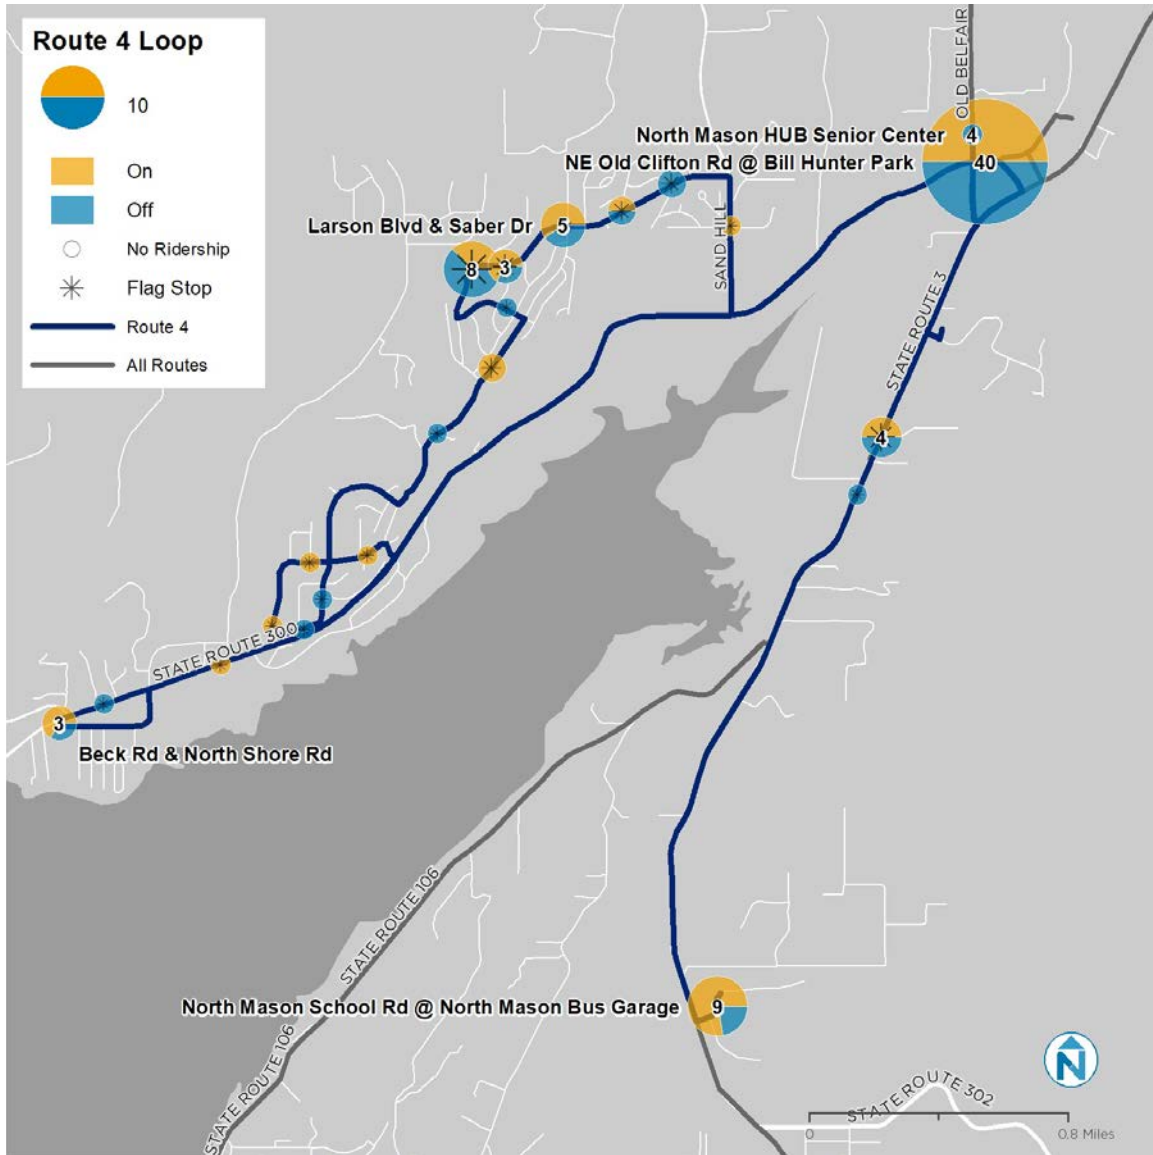 Route 4 Loop
10
On
Off
No Ridership
Flag Stop
Route 4
All Routes
OLD BELFAIR
North Mason HUB Senior Center
4
NE Old Clifton Rd @ Bill Hunter Park
40
Larson Blvd & Saber Dr
5
8
3
SAND HILL
STATE ROUTE 3
4
STATE ROUTE 300
3
Beck Rd & North Shore Rd
STATE ROUTE 106
North Mason School Rd @ North Mason Bus Garage
9
STATE ROUTE 106
N
STATE ROUTE 302
0
0.8 Miles